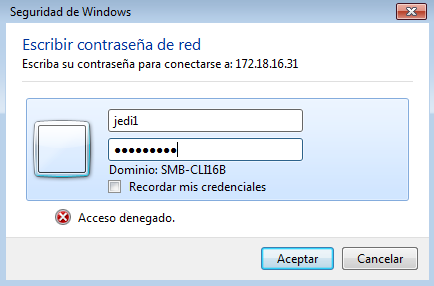 Seguridad de Windows
Escribir contraseña de red
Escriba su contraseña para conectarse a: 172.18.16.31
jedi1
●●●●●●●●●
Dominio: SMB-CLI16B
Recordar mis credenciales
Acceso denegado.
Aceptar
Cancelar